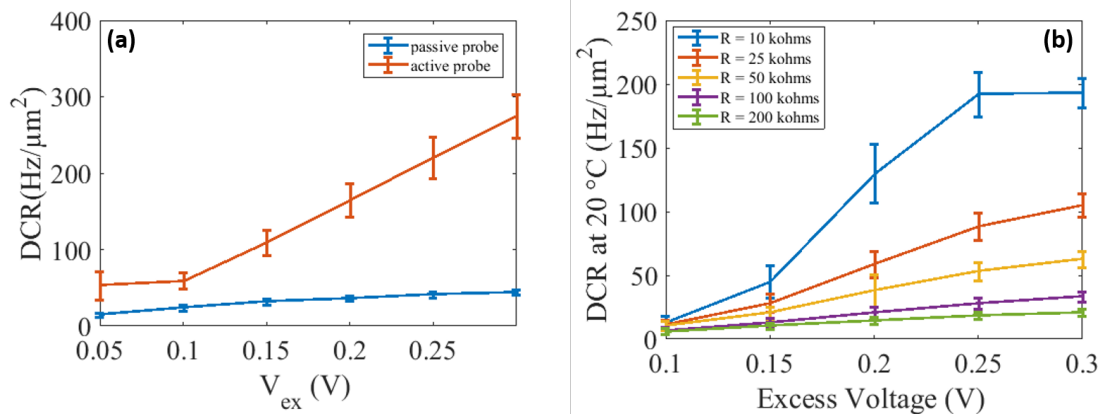 (a)
DCR(Hz/μm²)
400
300
200
100
0
passive probe
active probe
0.05 0.1 0.15 0.2 0.25
V_ex (V)
(b)
DCR at 20 °C (Hz/μm²)
250
200
150
100
50
0
R = 10 kohms
R = 25 kohms
R = 50 kohms
R = 100 kohms
R = 200 kohms
0.1 0.15 0.2 0.25 0.3
Excess Voltage (V)